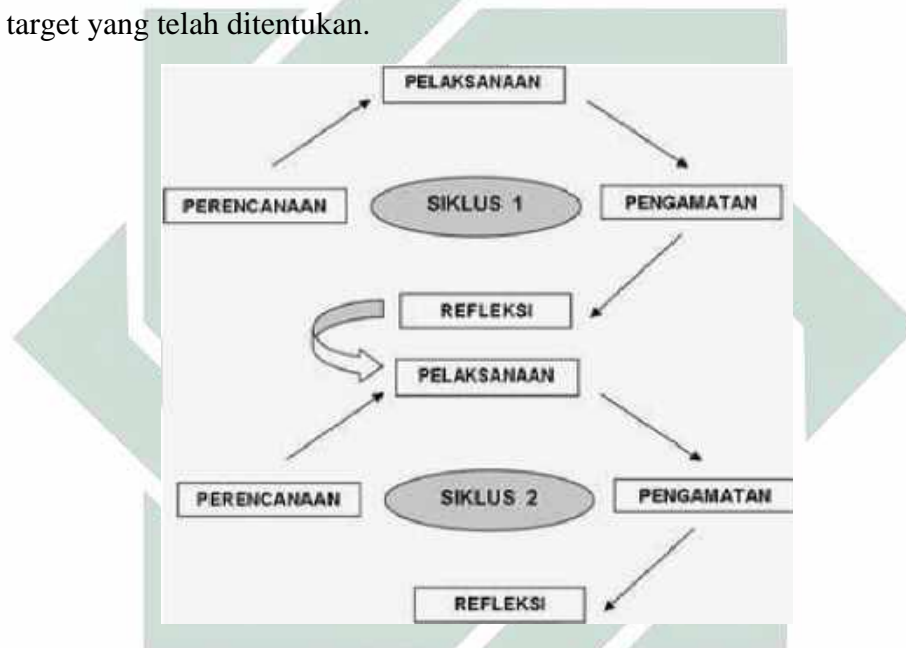 target yang telah ditentukan.
PELAKSANAAN
PERENCANAAN
SIKLUS 1
PENGAMATAN
REFLEKSI
PELAKSANAAN
PERENCANAAN
SIKLUS 2
PENGAMATAN
REFLEKSI